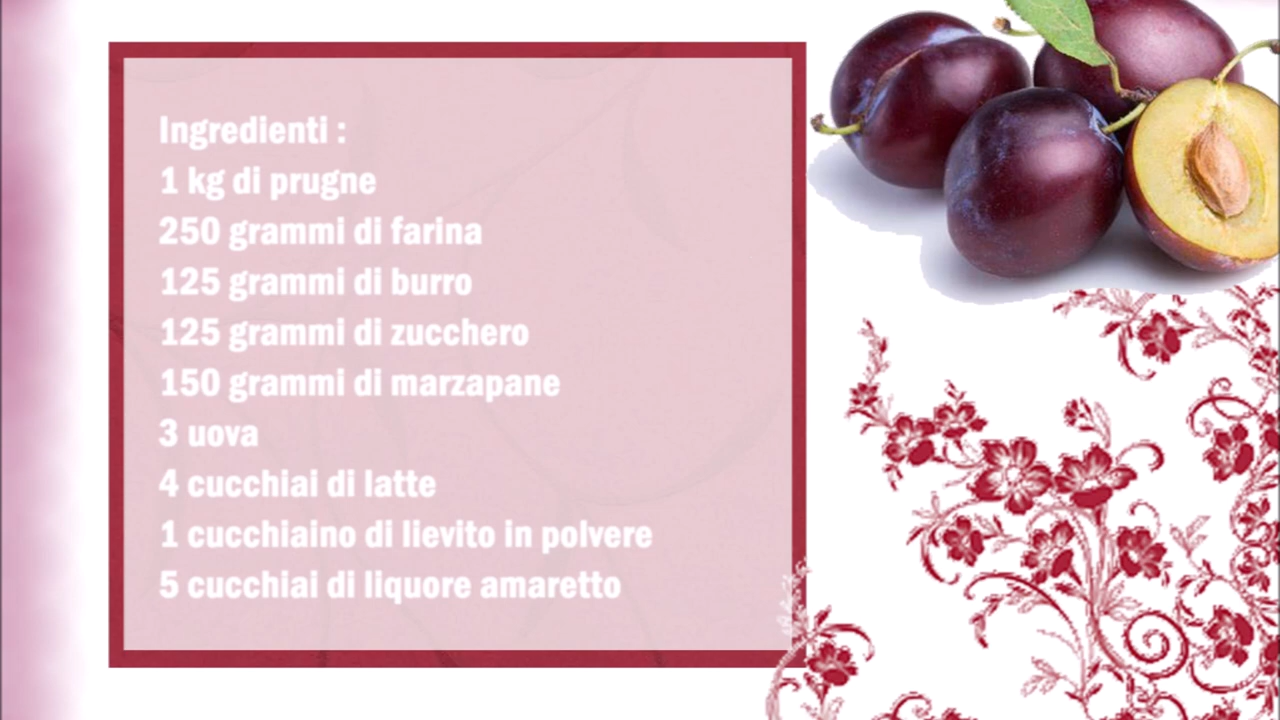 Ingredienti :
1 kg di prugne
250 grammi di farina
125 grammi di burro
125 grammi di zucchero
150 grammi di marzapane
3 uova
4 cucchiai di latte
1 cucchiaino di lievito in polvere
5 cucchiai di liquore amaretto